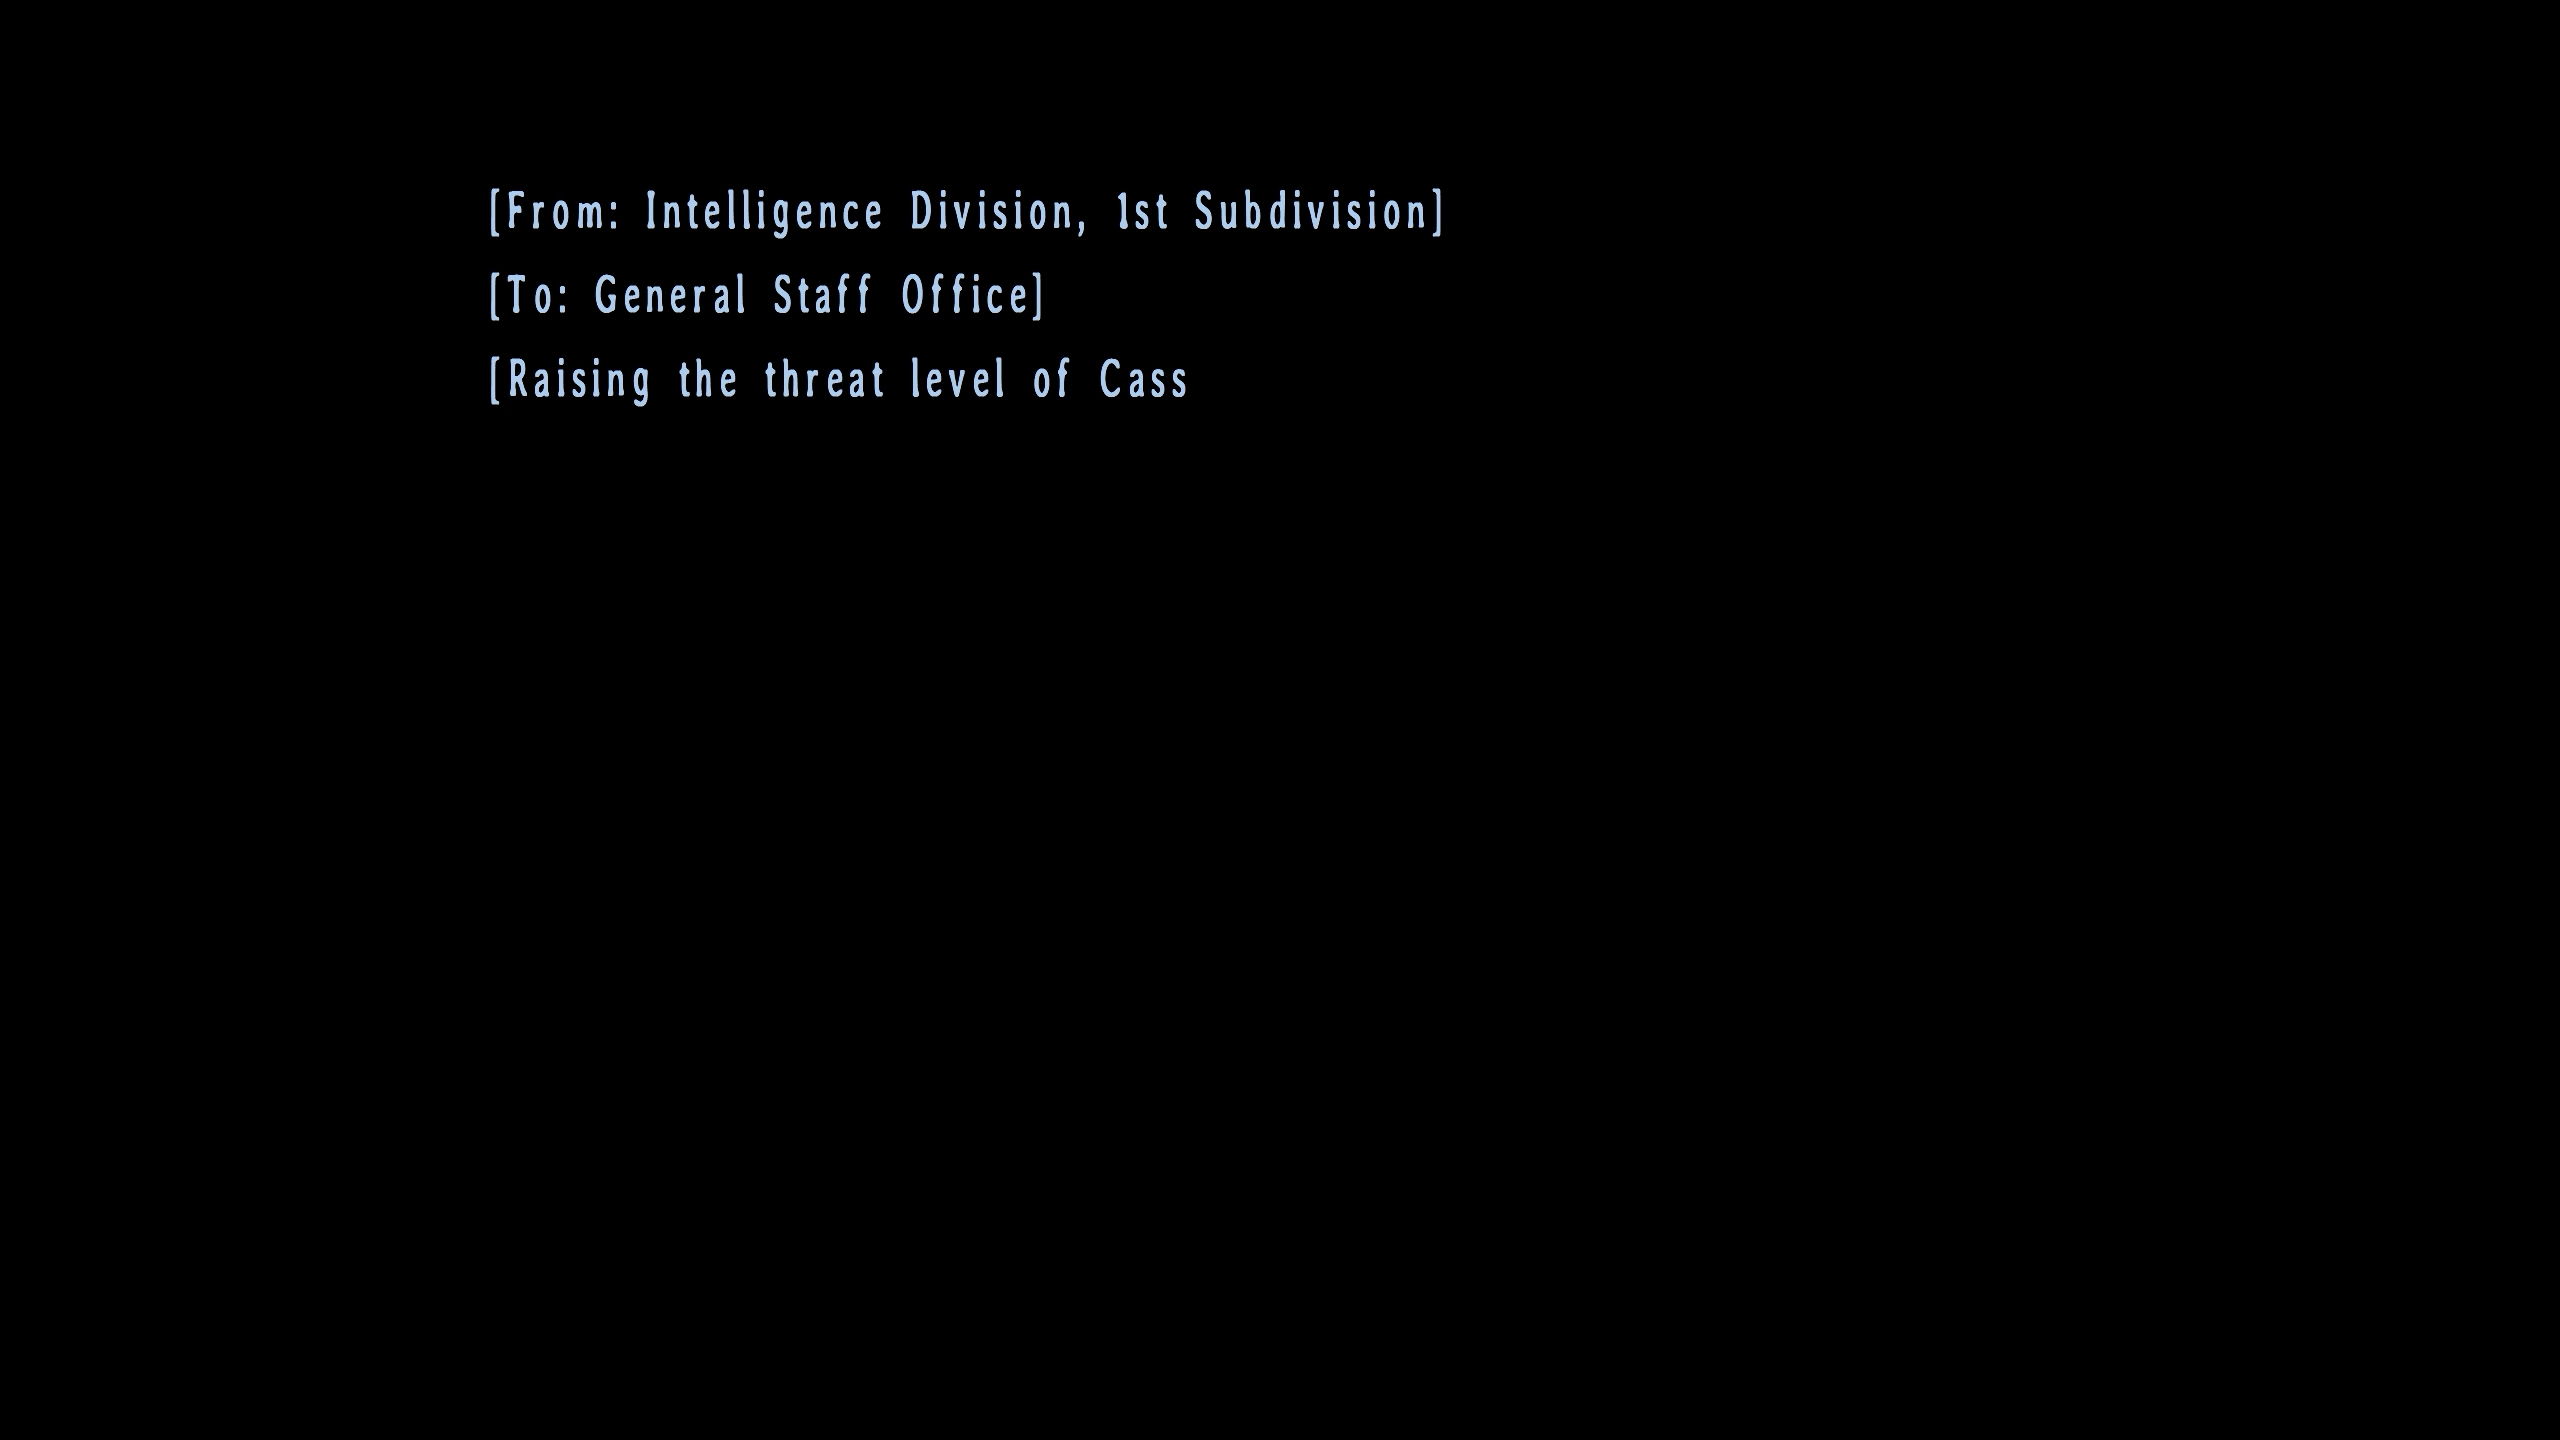 [From: Intelligence Division, 1st Subdivision]
[To: General Staff Office]
[Raising the threat level of Cass